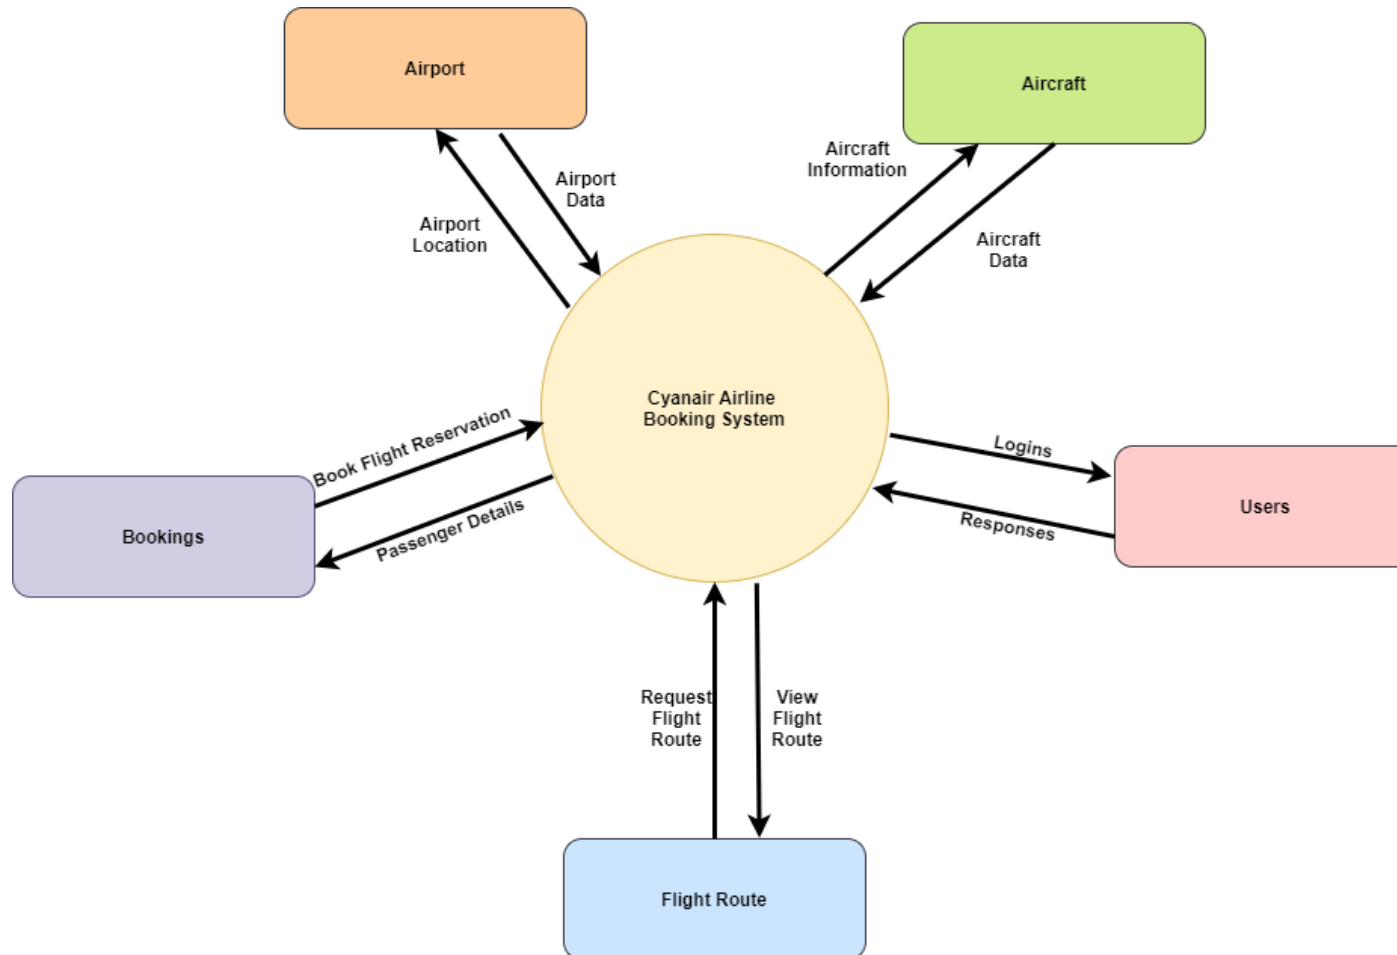 Airport
Aircraft
Aircraft
Information
Airport
Data
Airport
Location
Aircraft
Data
Cyanair Airline
Booking System
Book Flight Reservation
Logins
Users
Responses
Passenger Details
Bookings
Request
Flight
Route
View
Flight
Route
Flight Route